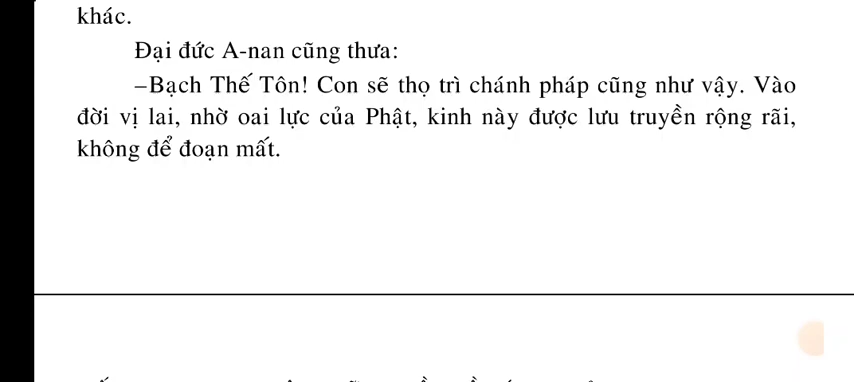 khác.
Đại đức A-nan cũng thưa:
–Bạch Thế Tôn! Con sẽ thọ trì chánh pháp cũng như vậy. Vào
đời vị lai, nhờ oai lực của Phật, kinh này được lưu truyền rộng rãi,
không để đoạn mất.